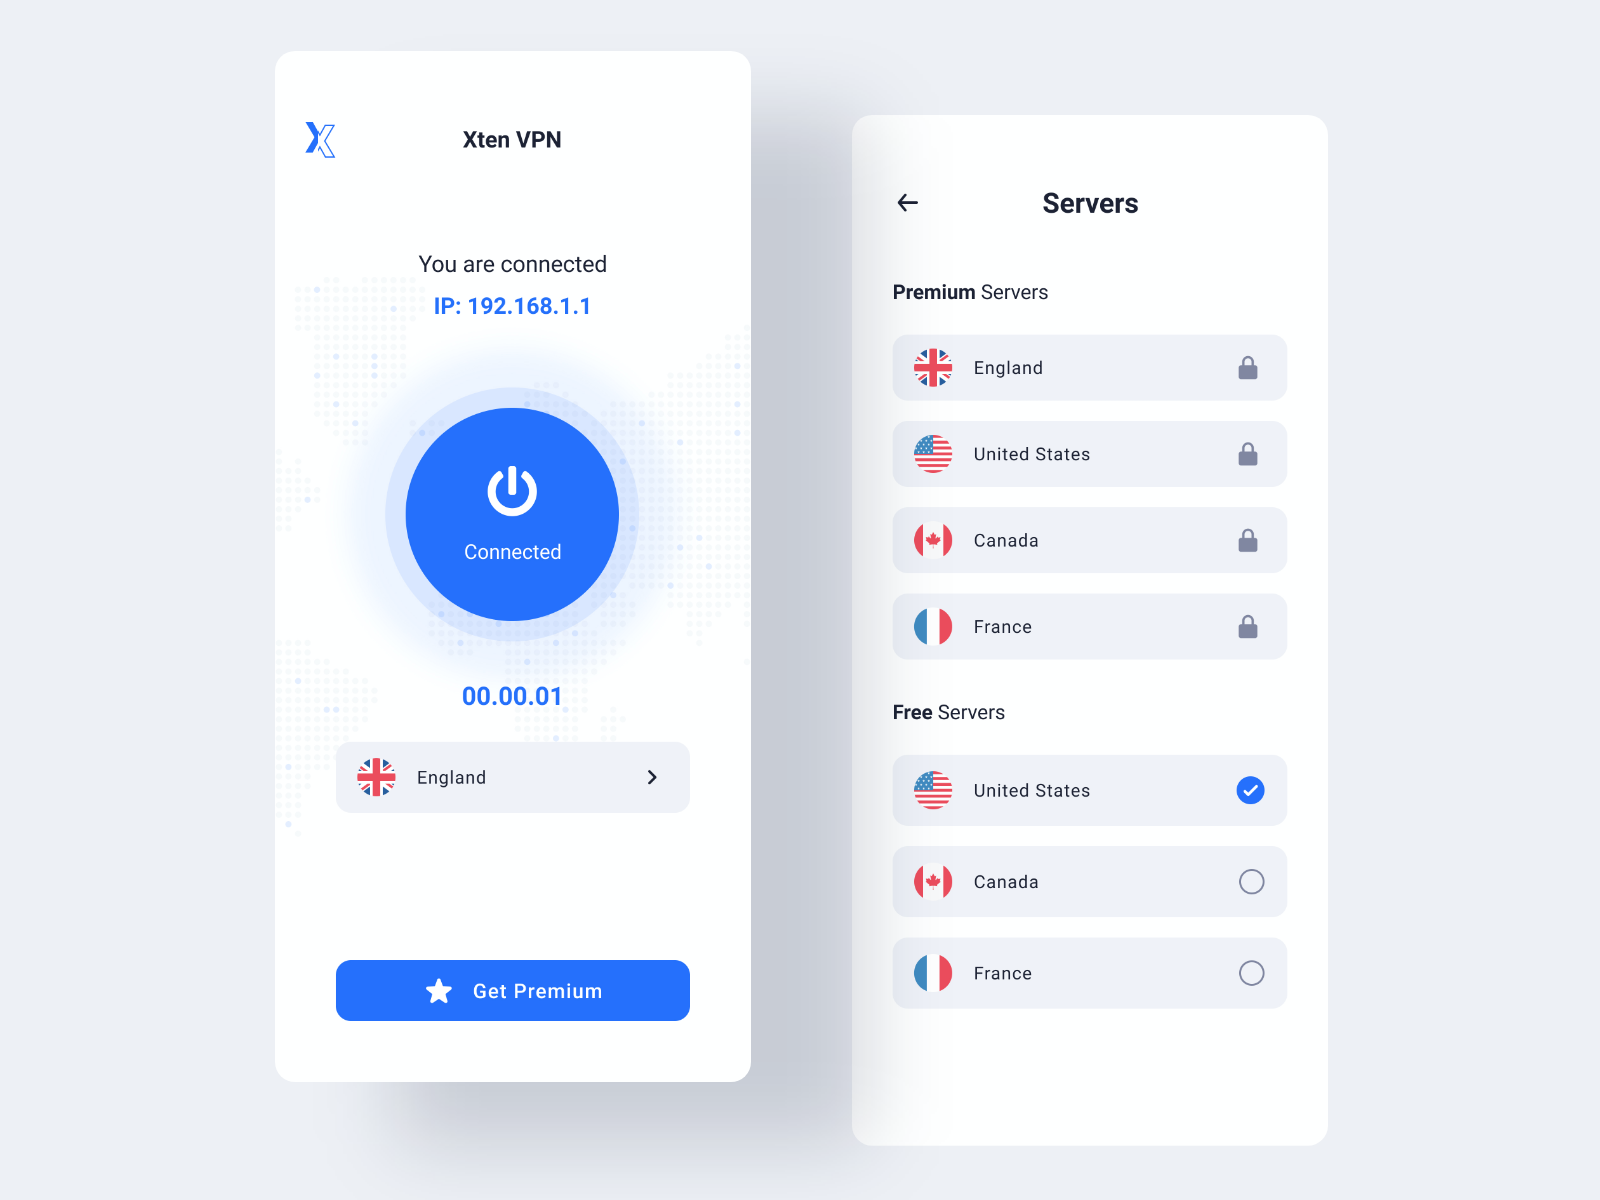 X
Xten VPN
You are connected
IP: 192.168.1.1
Connected
00.00.01
England
Get Premium
Servers
Premium Servers
England
United States
Canada
France
Free Servers
United States
Canada
France